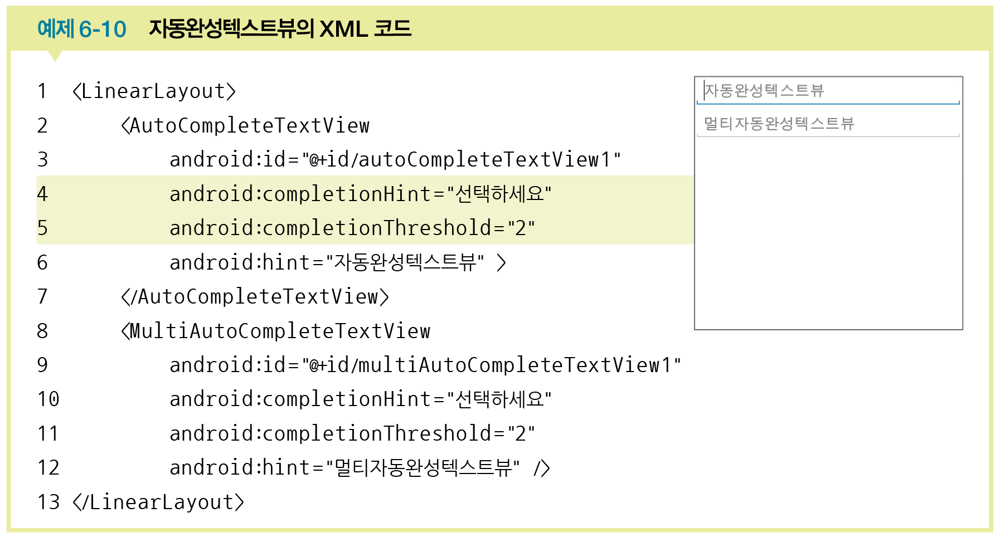 예제 6-10 자동완성텍스트뷰의 XML 코드
1 <LinearLayout>
2 <AutoCompleteTextView
3 android:id="@+id/autoCompleteTextView1"
4 android:completionHint="선택하세요"
5 android:completionThreshold="2"
6 android:hint="자동완성텍스트뷰" >
7 </AutoCompleteTextView>
8 <MultiAutoCompleteTextView
9 android:id="@+id/multiAutoCompleteTextView1"
10 android:completionHint="선택하세요"
11 android:completionThreshold="2"
12 android:hint="멀티자동완성텍스트뷰" />
13 </LinearLayout>
자동완성텍스트뷰
멀티자동완성텍스트뷰